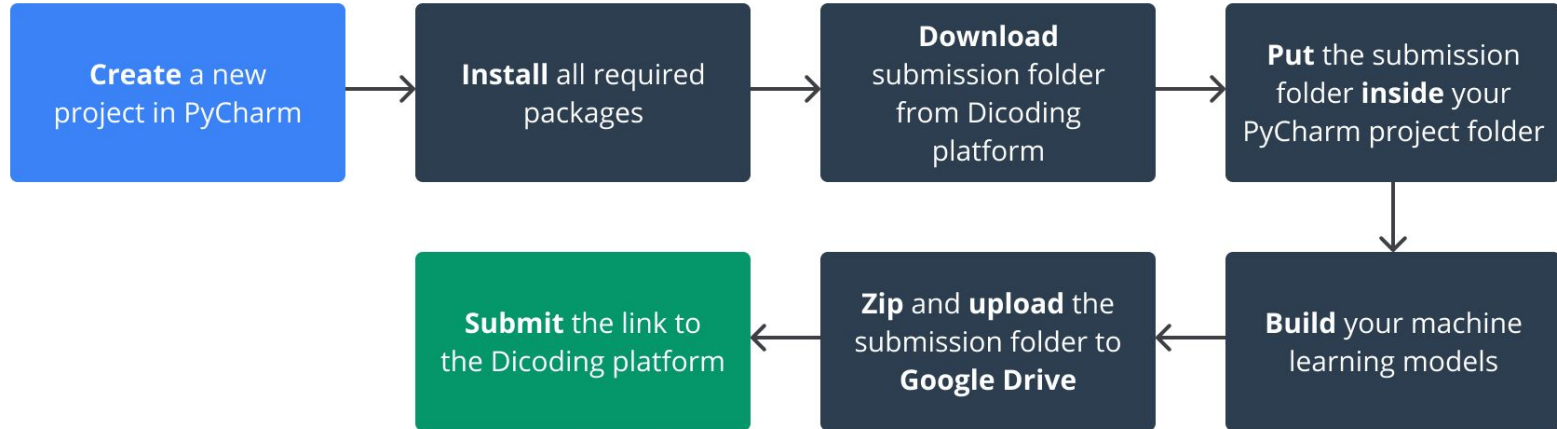 Create a new
project in PyCharm
Install all required
packages
Download
submission folder
from Dicoding
platform
Put the submission
folder inside your
PyCharm project folder
Build your machine
learning models
Zip and upload the
submission folder to
Google Drive
Submit the link to
the Dicoding platform